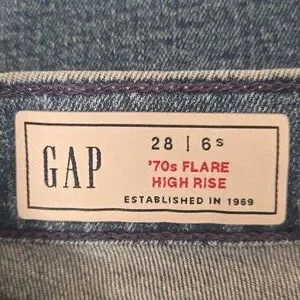 GAP
28 | 6s
'70s FLARE
HIGH RISE
ESTABLISHED IN 1969